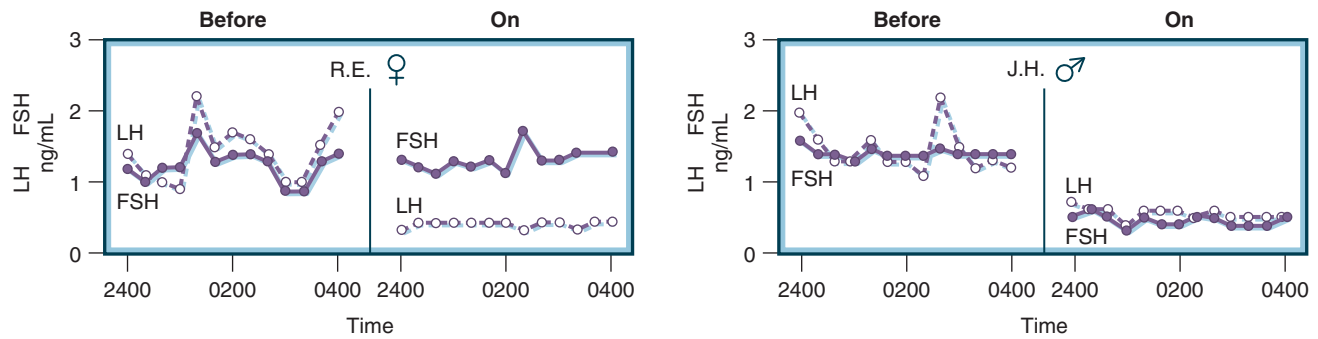 Before On
3
2
1
0
LH FSH
ng/mL
R.E. ♀
LH
FSH
FSH
LH
2400 0200 0400 2400 0200 0400
Time
Before On
3
2
1
0
LH FSH
ng/mL
J.H. ♂
LH
FSH
LH
FSH
2400 0200 0400 2400 0200 0400
Time